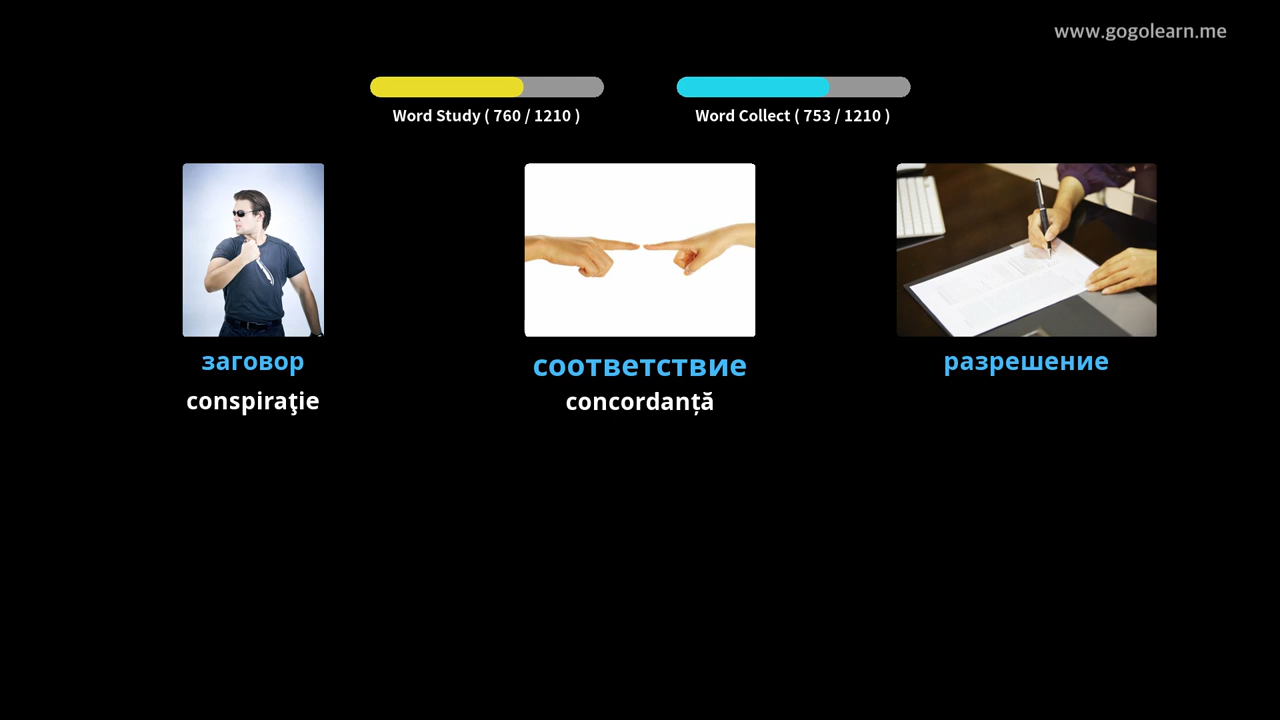 www.gogolearn.me
Word Study ( 760 / 1210 )
Word Collect ( 753 / 1210 )
заговор
соответствие
разрешение
conspiraţie
concordanță